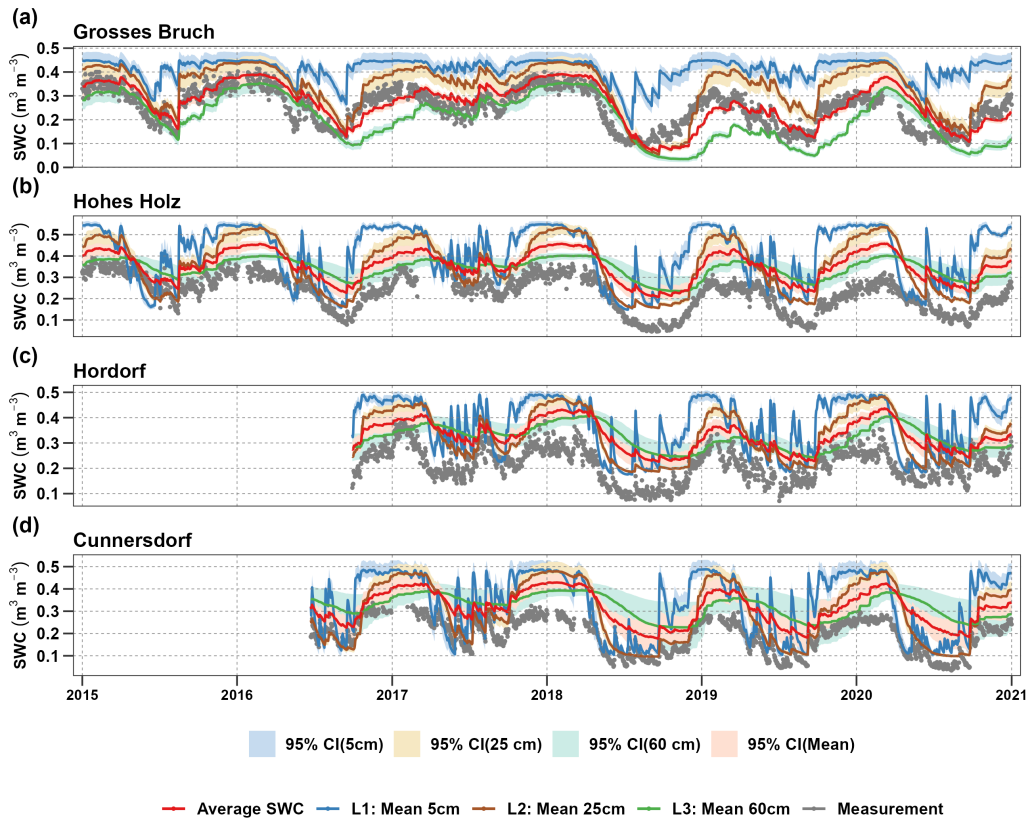 (a)
Grosses Bruch
SWC (m³ m⁻³)
0.5
0.4
0.3
0.2
0.1
0.0
(b)
Hohes Holz
SWC (m³ m⁻³)
0.5
0.4
0.3
0.2
0.1
(c)
Hordorf
SWC (m³ m⁻³)
0.5
0.4
0.3
0.2
0.1
(d)
Cunnersdorf
SWC (m³ m⁻³)
0.5
0.4
0.3
0.2
0.1
2015 2016 2017 2018 2019 2020 2021
95% CI(5cm) 95% CI(25 cm) 95% CI(60 cm) 95% CI(Mean)
Average SWC L1: Mean 5cm L2: Mean 25cm L3: Mean 60cm Measurement